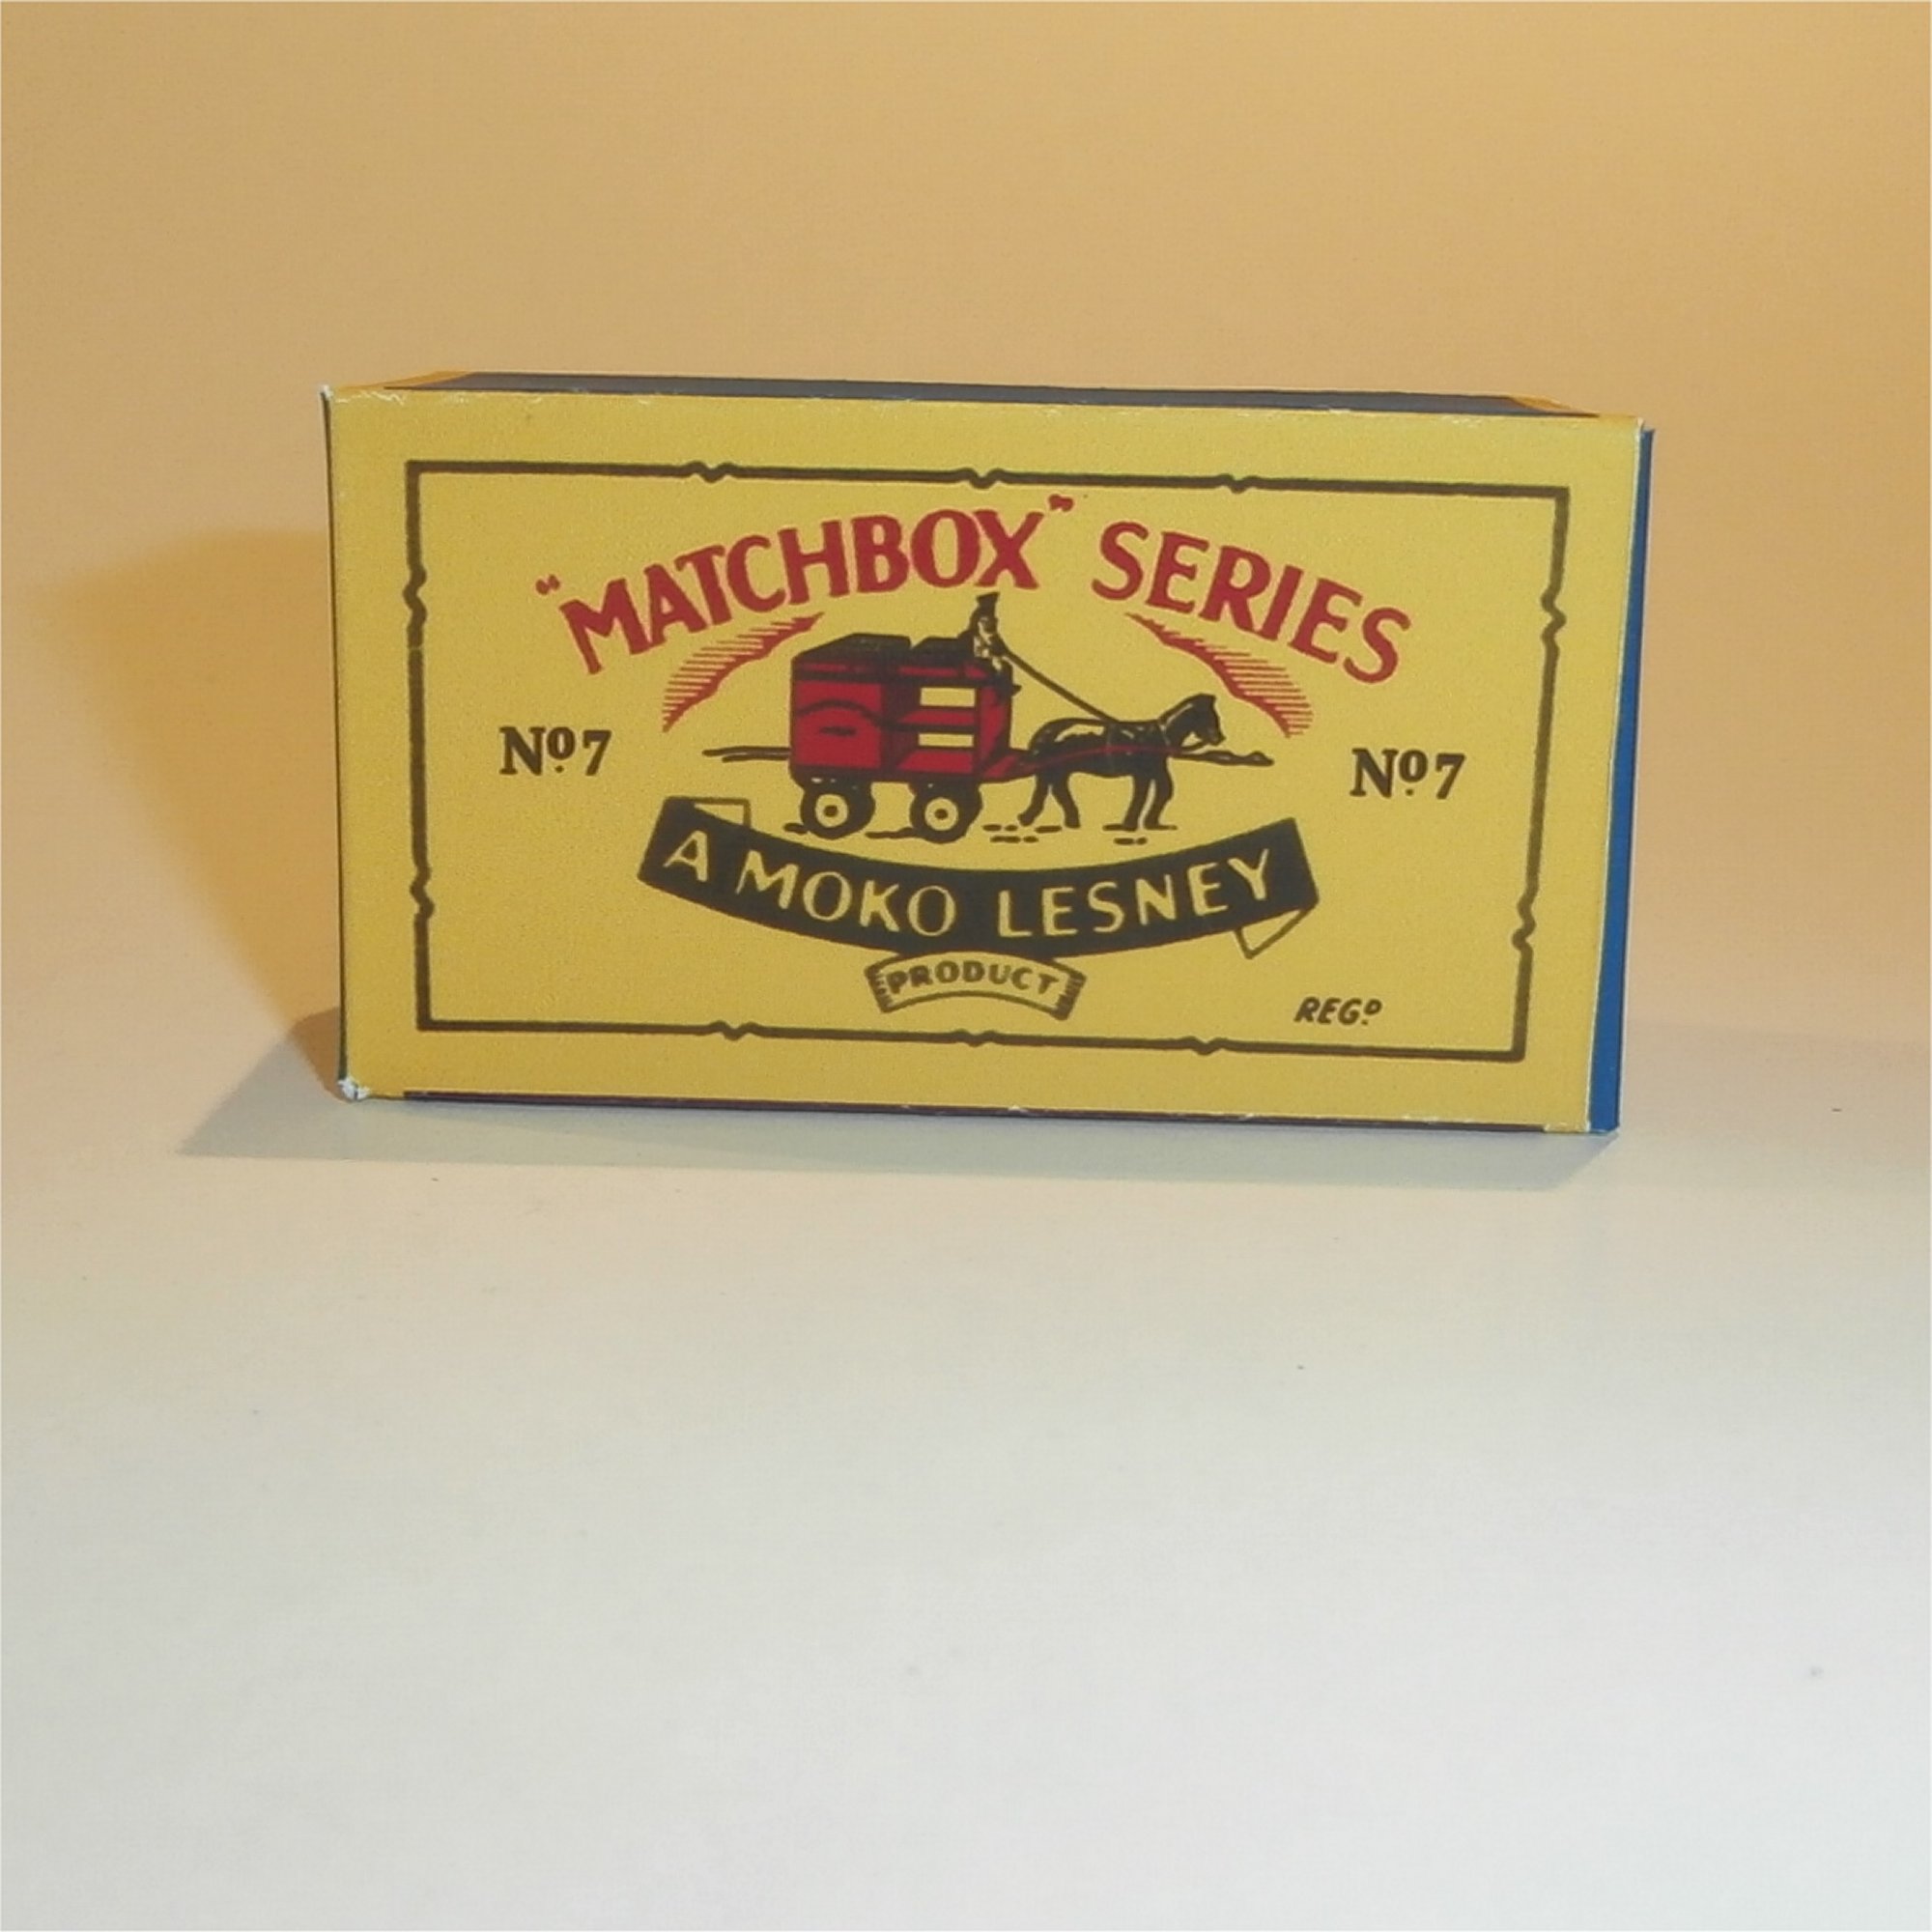 "MATCHBOX" SERIES
Nº7 Nº7
A MOKO LESNEY
PRODUCT
REGᴰ.